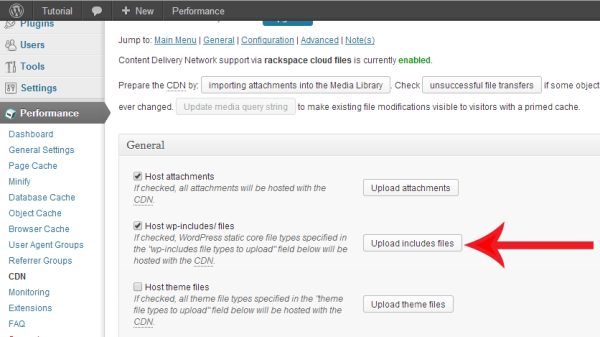 Tutorial + New Performance
Plugins
Users
Tools
Settings
Performance
Dashboard
General Settings
Page Cache
Minify
Database Cache
Object Cache
Browser Cache
User Agent Groups
Referrer Groups
CDN
Monitoring
Extensions
FAQ
Jump to: Main Menu | General | Configuration | Advanced | Note(s)
Content Delivery Network support via rackspace cloud files is currently enabled.
Prepare the CDN by: importing attachments into the Media Library . Check unsuccessful file transfers if some objec
ever changed. Update media query string to make existing file modifications visible to visitors with a primed cache.
General
Host attachments
If checked, all attachments will be hosted with the
CDN.
Upload attachments
Host wp-includes/ files
If checked, WordPress static core file types specified in
the "wp-includes file types to upload" field below will be
hosted with the CDN.
Upload includes files
Host theme files
If checked, all theme file types specified in the "theme
file types to upload" field below will be hosted with the
CDN.
Upload theme files